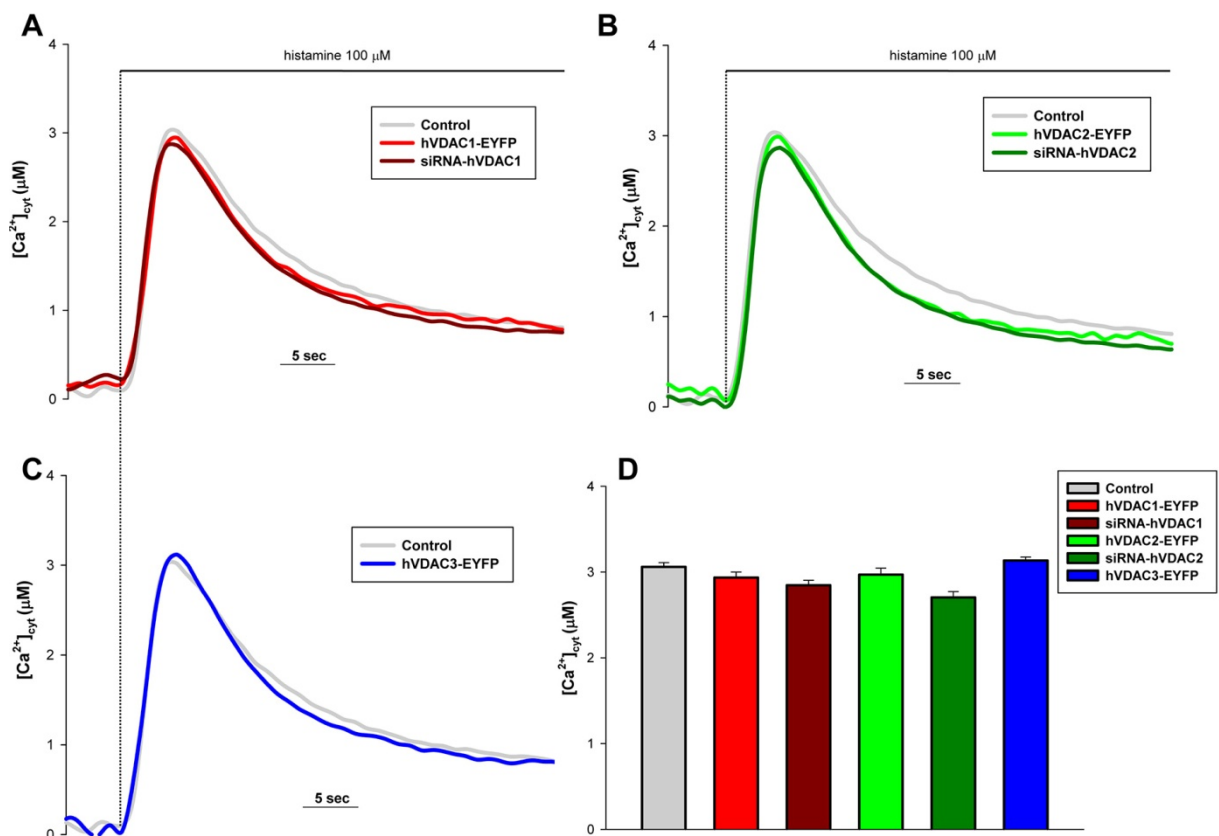 A
histamine 100 μM
4
3
2
1
0
[Ca2+]cyt (μM)
Control
hVDAC1-EYFP
siRNA-hVDAC1
5 sec
B
histamine 100 μM
4
3
2
1
0
[Ca2+]cyt (μM)
Control
hVDAC2-EYFP
siRNA-hVDAC2
5 sec
C
4
3
2
1
0
[Ca2+]cyt (μM)
Control
hVDAC3-EYFP
5 sec
D
4
3
2
1
0
[Ca2+]cyt (μM)
Control
hVDAC1-EYFP
siRNA-hVDAC1
hVDAC2-EYFP
siRNA-hVDAC2
hVDAC3-EYFP